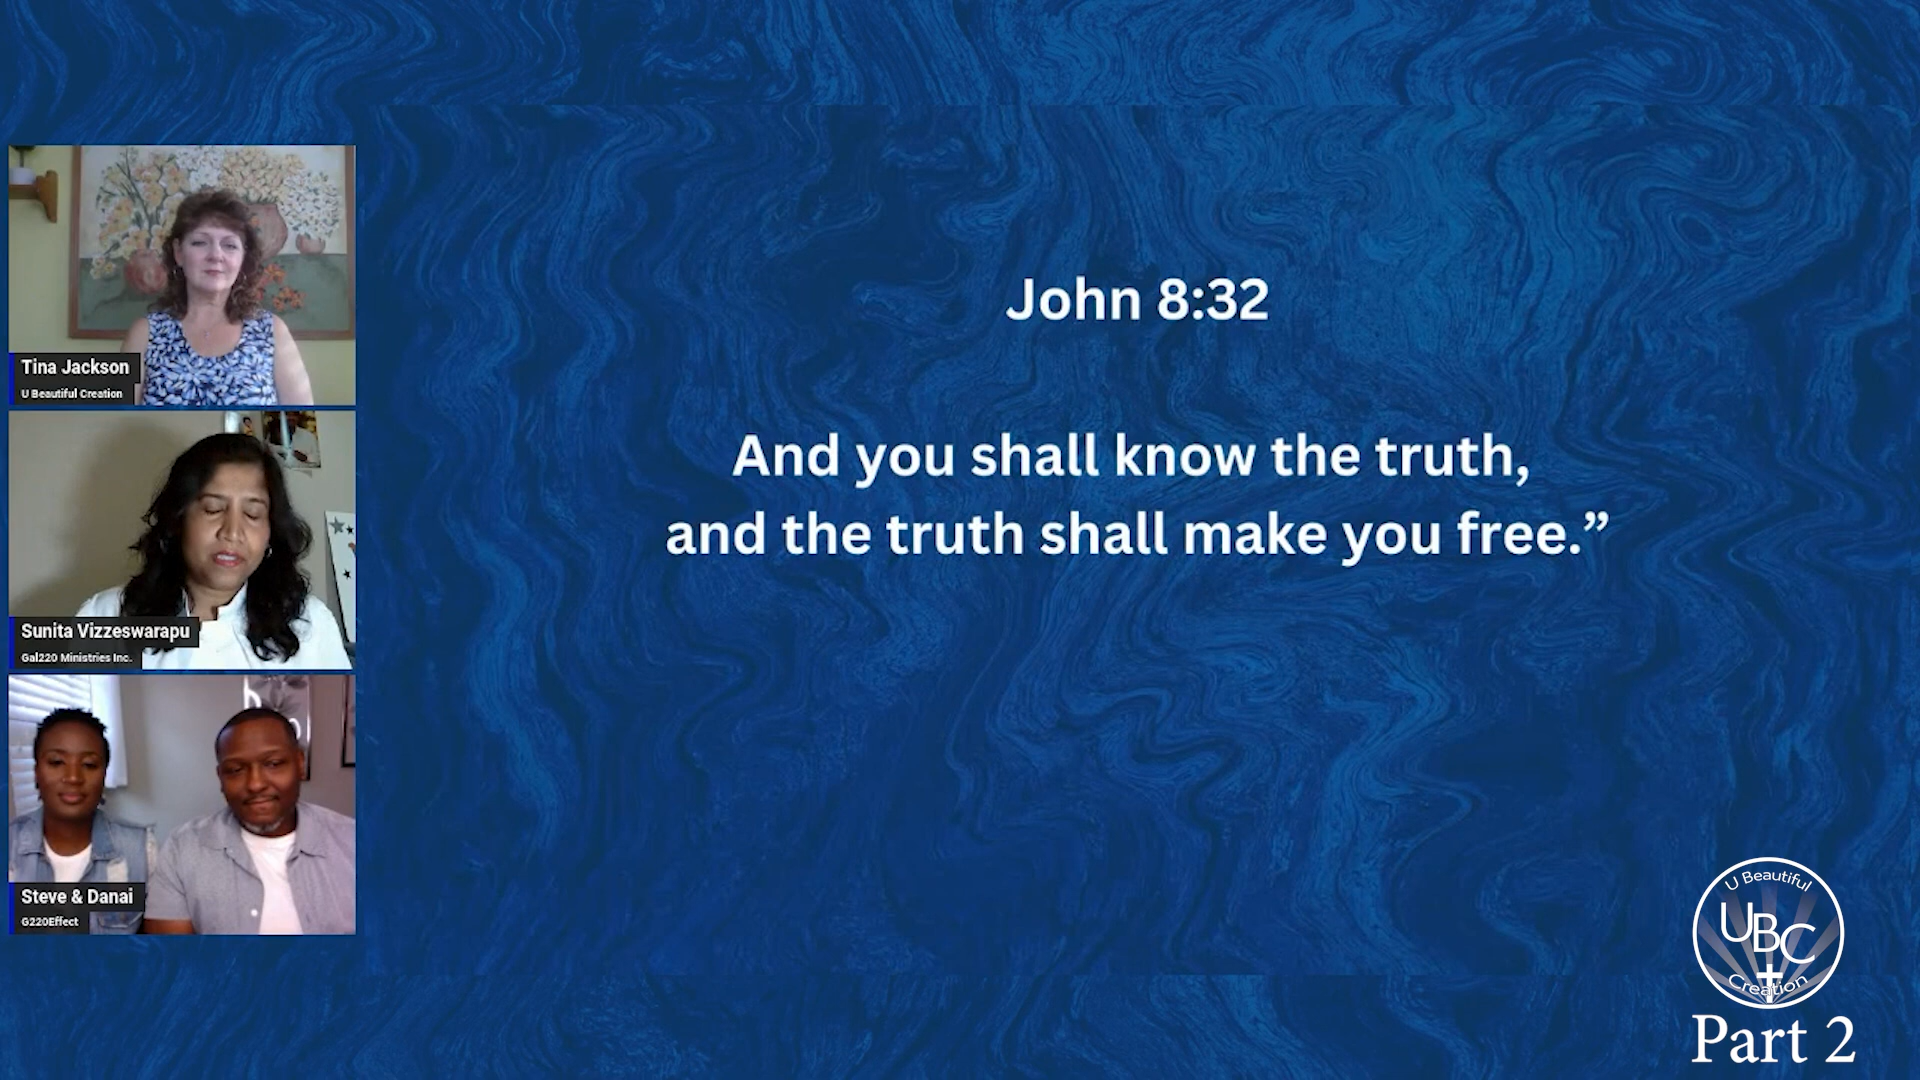 Tina Jackson
U Beautiful Creation
Sunita Vizzeswarapu
Gal220 Ministries Inc.
Steve & Danai
G220Effect
John 8:32
And you shall know the truth,
and the truth shall make you free.”
U Beautiful
UBC
Creation
Part 2